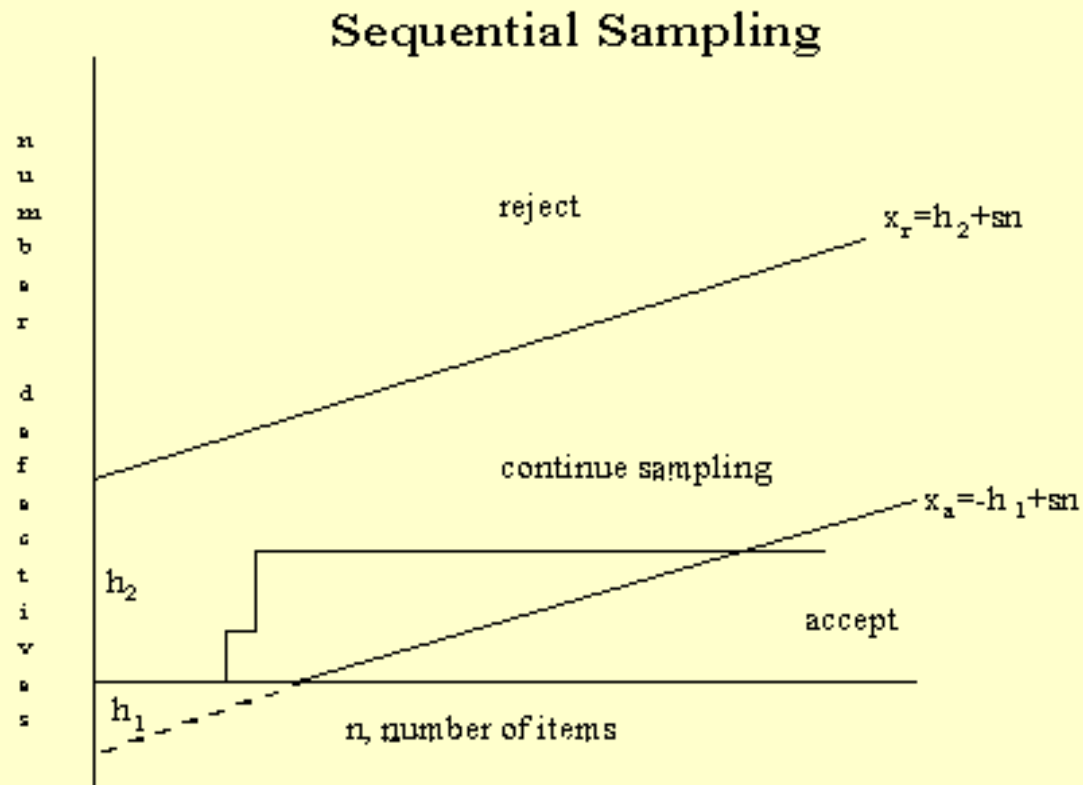 Sequential Sampling
number defectives
reject
x_r=h_2+sn
continue sampling
x_a=-h_1+sn
h_2
accept
h_1
n, number of items